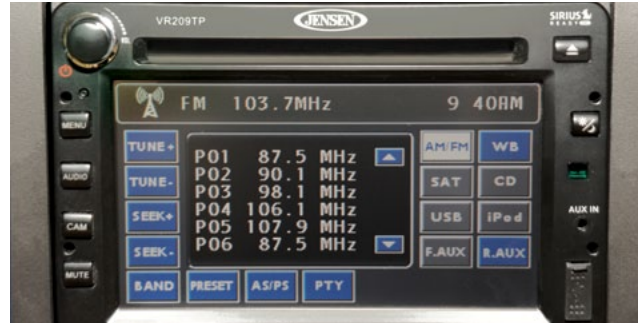 VR209TP
JENSEN
SIRIUS
READY
FM 103.7MHz 9 40AM
MENU
AUDIO
CAM
MUTE
TUNE+
TUNE-
SEEK+
SEEK-
BAND
P01 87.5 MHz
P02 90.1 MHz
P03 98.1 MHz
P04 106.1 MHz
P05 107.9 MHz
P06 87.5 MHz
PRESET
AS/PS
PTY
AM/FM
WB
SAT
CD
USB
iPod
F.AUX
R.AUX
AUX IN